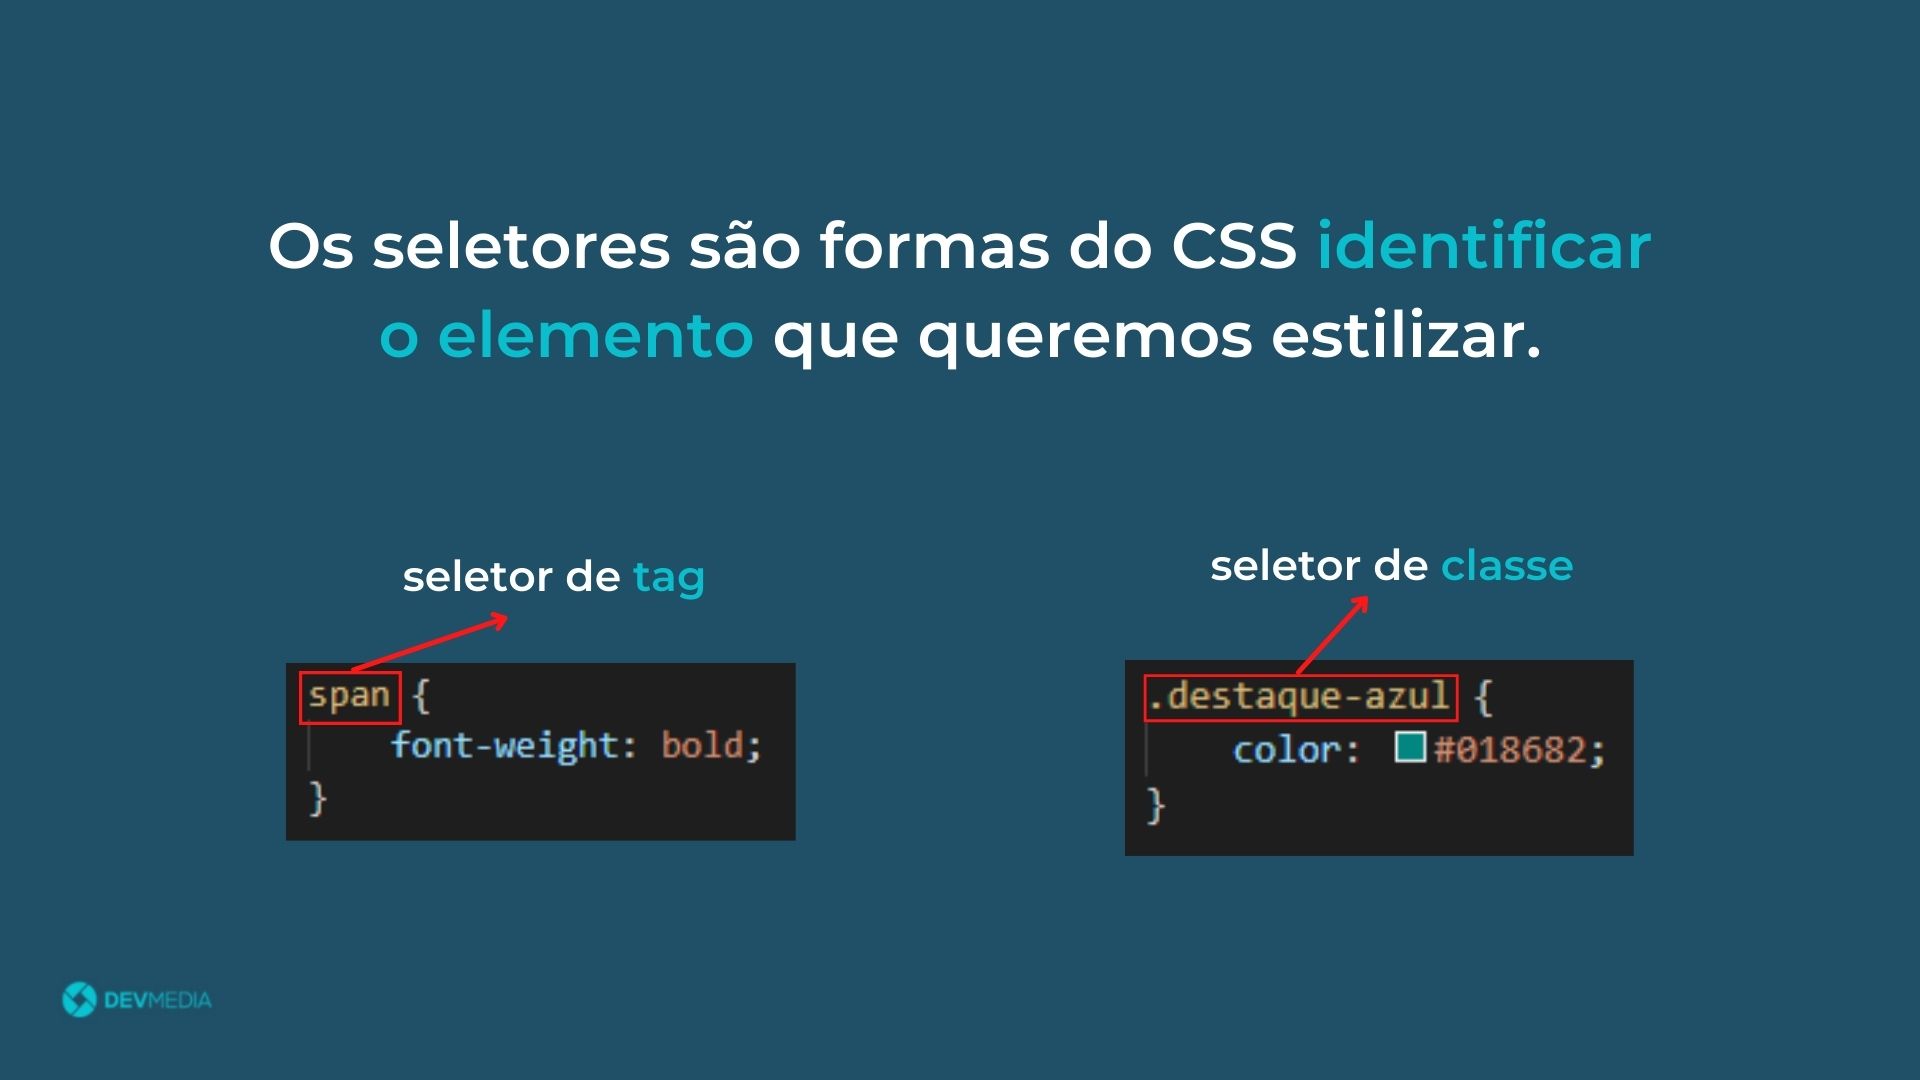 Os seletores são formas do CSS identificar
o elemento que queremos estilizar.
seletor de tag
span {
font-weight: bold;
}
seletor de classe
.destaque-azul {
color: #018682;
}
DEVMEDIA